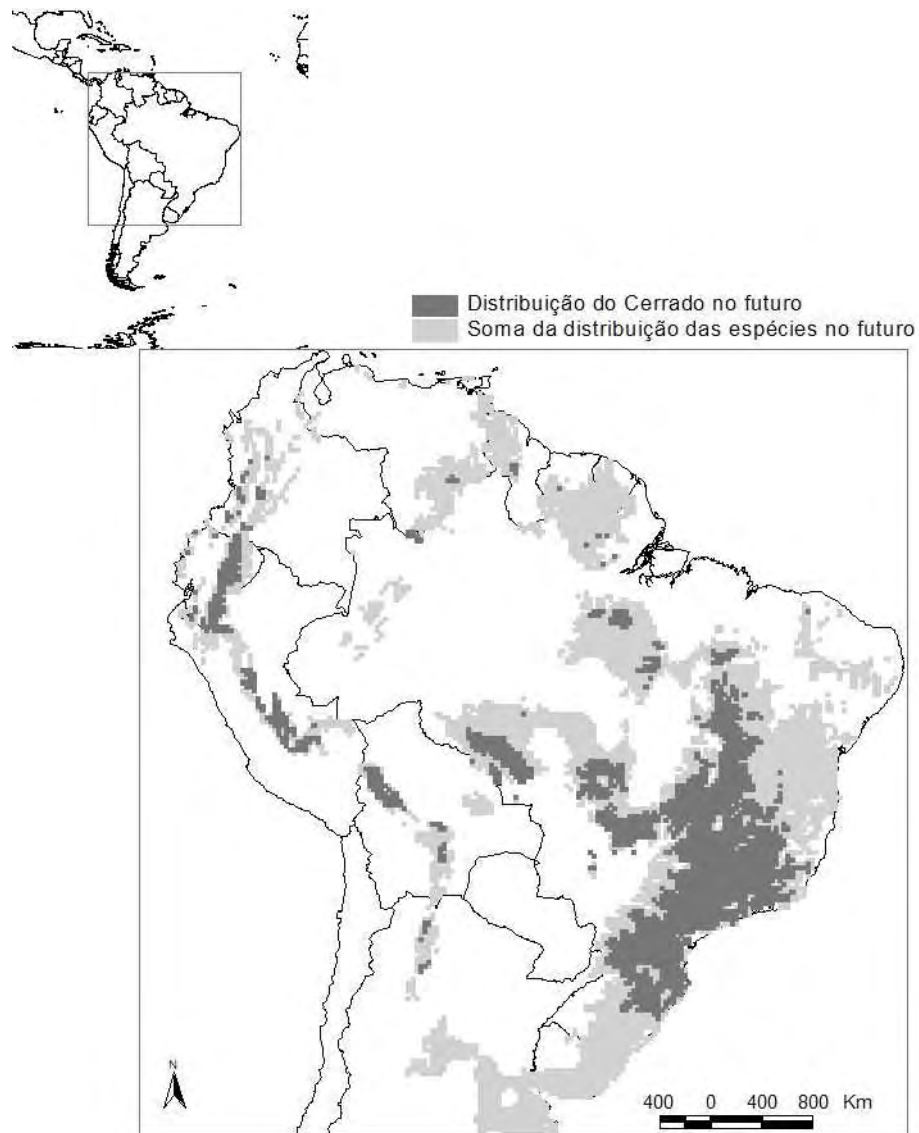 Distribuição do Cerrado no futuro
Soma da distribuição das espécies no futuro
N
400 0 400 800 Km